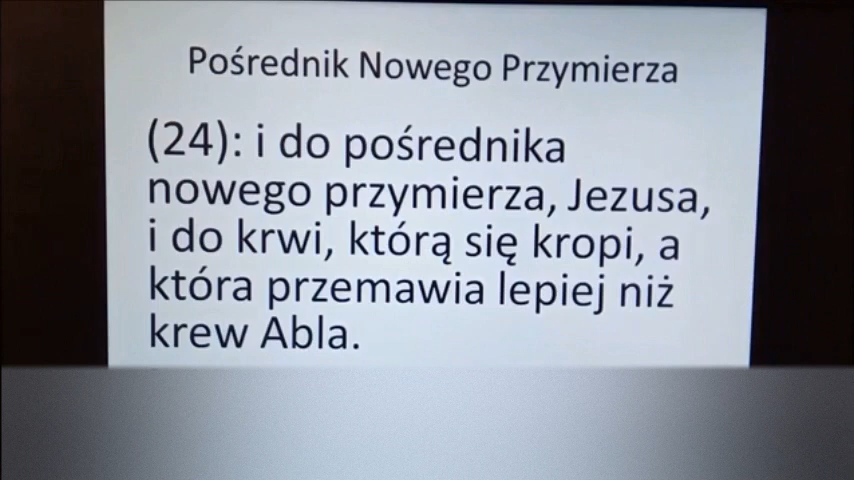 Pośrednik Nowego Przymierza
(24): i do pośrednika
nowego przymierza, Jezusa,
i do krwi, którą się kropi, a
która przemawia lepiej niż
krew Abla.